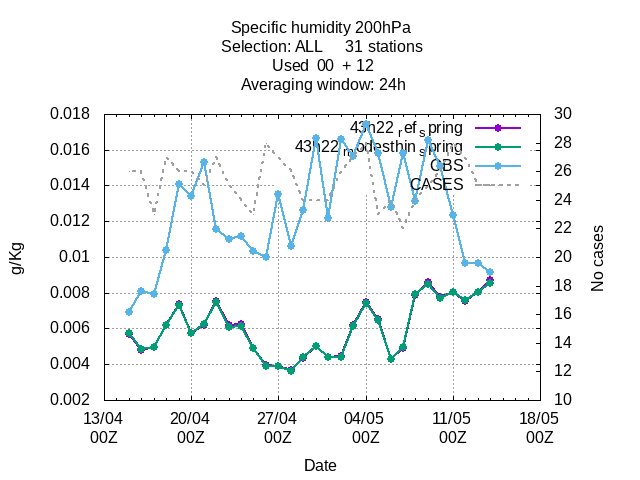 Specific humidity 200hPa
Selection: ALL 31 stations
Used 00 + 12
Averaging window: 24h
0.018
0.016
0.014
0.012
0.01
0.008
0.006
0.004
0.002
g/Kg
43h22_ref_spring
43h22_modesthin_spring
OBS
CASES
30
28
26
24
22
20
18
16
14
12
10
No cases
13/04 20/04 27/04 04/05 11/05 18/05
00Z 00Z 00Z 00Z 00Z 00Z
Date